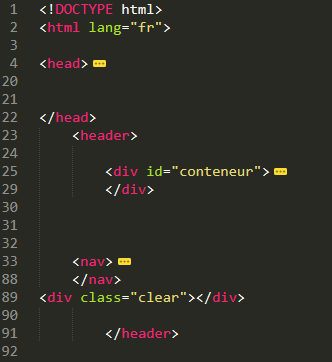 1 <!DOCTYPE html>
2 <html lang="fr">
3
4 <head>
20
21
22 </head>
23 <header>
24
25 <div id="conteneur">
29 </div>
30
31
32
33 <nav>
88 </nav>
89 <div class="clear"></div>
90
91 </header>
92